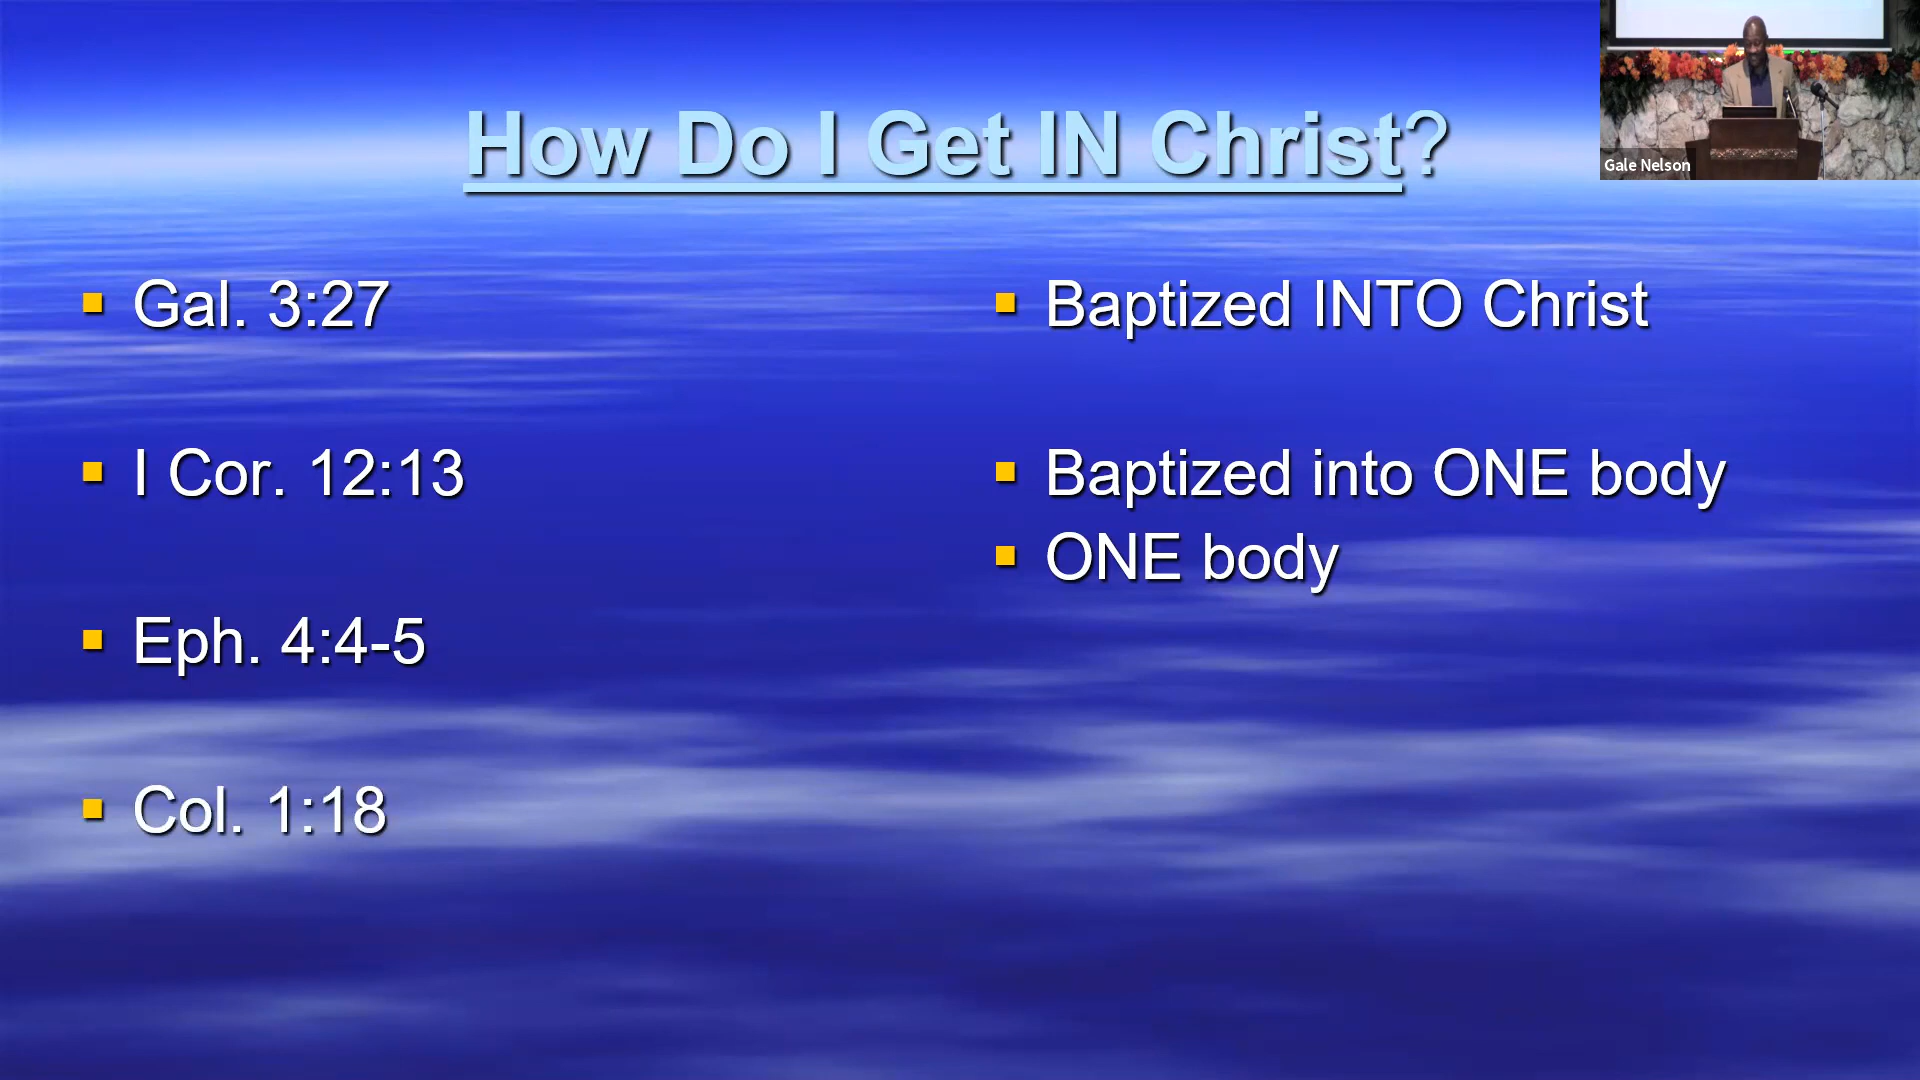 How Do I Get IN Christ?
Gale Nelson
Gal. 3:27
Baptized INTO Christ
I Cor. 12:13
Baptized into ONE body
ONE body
Eph. 4:4-5
Col. 1:18